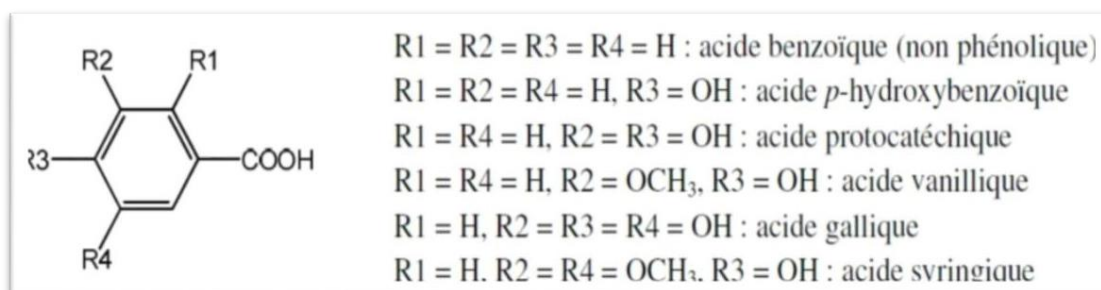 R2 R1
R3 COOH
R4
R1 = R2 = R3 = R4 = H : acide benzoïque (non phénolique)
R1 = R2 = R4 = H, R3 = OH : acide p-hydroxybenzoïque
R1 = R4 = H, R2 = R3 = OH : acide protocatéchique
R1 = R4 = H, R2 = OCH₃, R3 = OH : acide vanillique
R1 = H, R2 = R3 = R4 = OH : acide gallique
R1 = H, R2 = R4 = OCH₃, R3 = OH : acide syringique